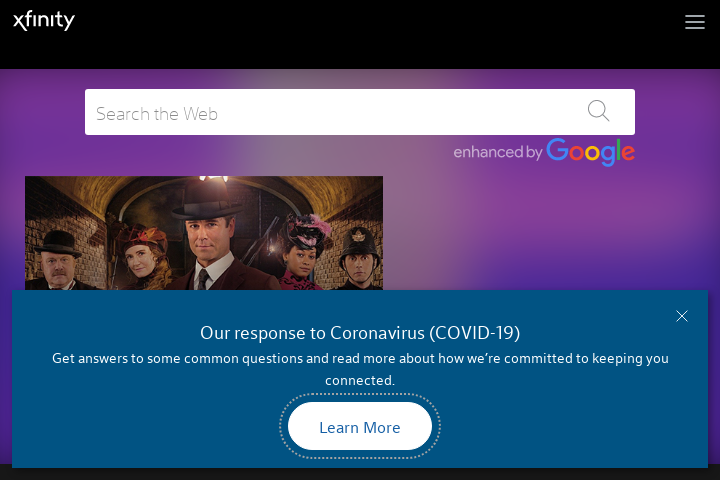 xfinity
Search the Web
enhanced by Google
Our response to Coronavirus (COVID-19)
Get answers to some common questions and read more about how we’re committed to keeping you
connected.
Learn More